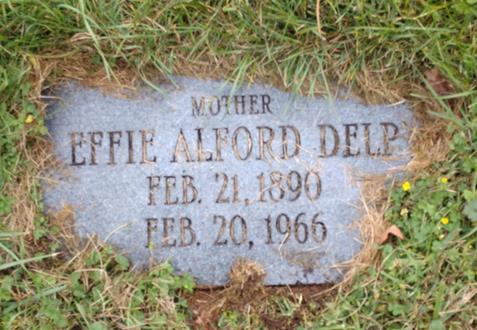 MOTHER
EFFIE ALFORD DELP
FEB. 21, 1890
FEB. 20, 1966